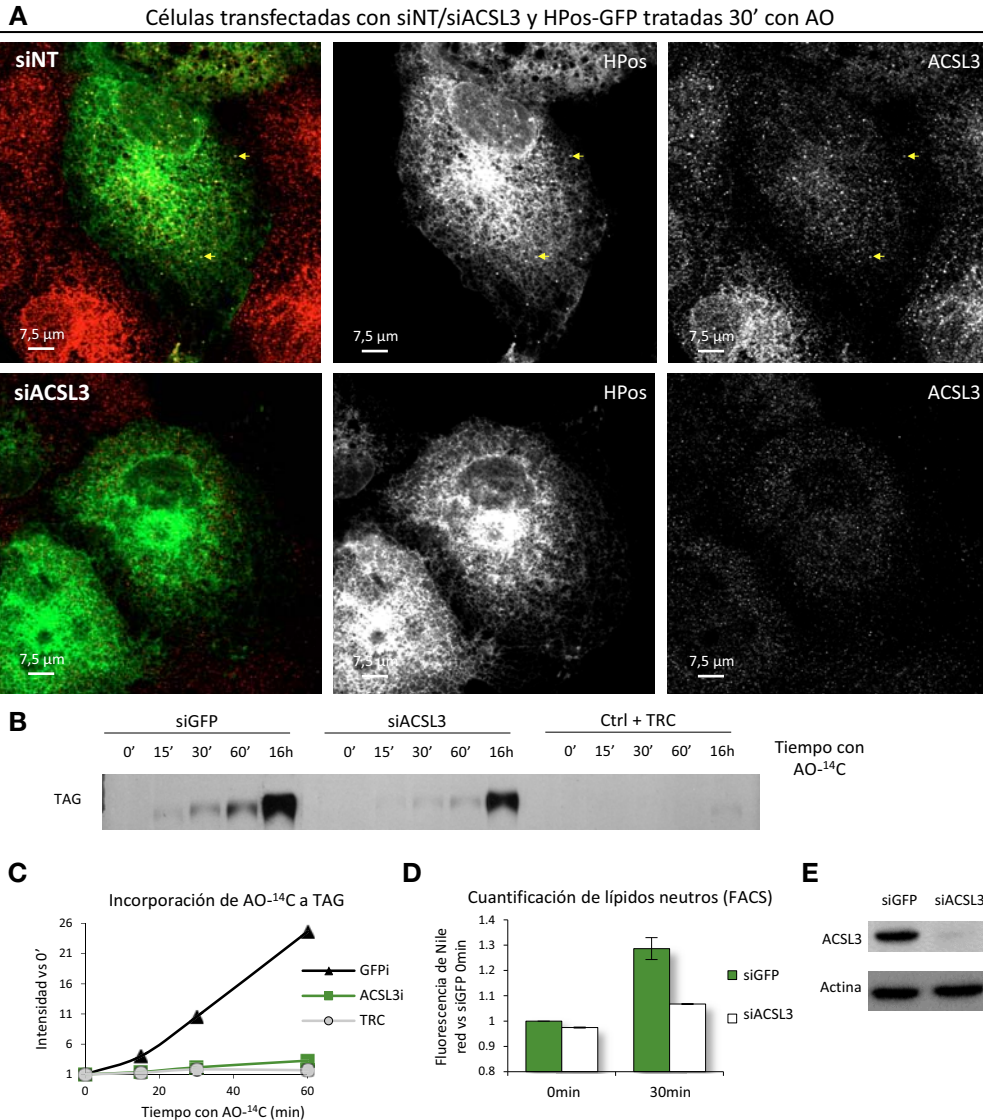 A
Células transfectadas con siNT/siACSL3 y HPos-GFP tratadas 30' con AO
siNT
HPos
ACSL3
7,5 µm
7,5 µm
7,5 µm
siACSL3
HPos
ACSL3
7,5 µm
7,5 µm
7,5 µm
B
siGFP
siACSL3
Ctrl + TRC
0' 15' 30' 60' 16h
0' 15' 30' 60' 16h
0' 15' 30' 60' 16h
Tiempo con
AO-¹⁴C
TAG
C
Incorporación de AO-¹⁴C a TAG
Intensidad vs 0'
26
21
16
11
6
1
0 20 40 60
Tiempo con AO-¹⁴C (min)
GFPi
ACSL3i
TRC
D
Cuantificación de lípidos neutros (FACS)
Fluorescencia de Nile
red vs siGFP 0min
1.4
1.3
1.2
1.1
1
0.9
0.8
0min 30min
siGFP
siACSL3
E
siGFP siACSL3
ACSL3
Actina